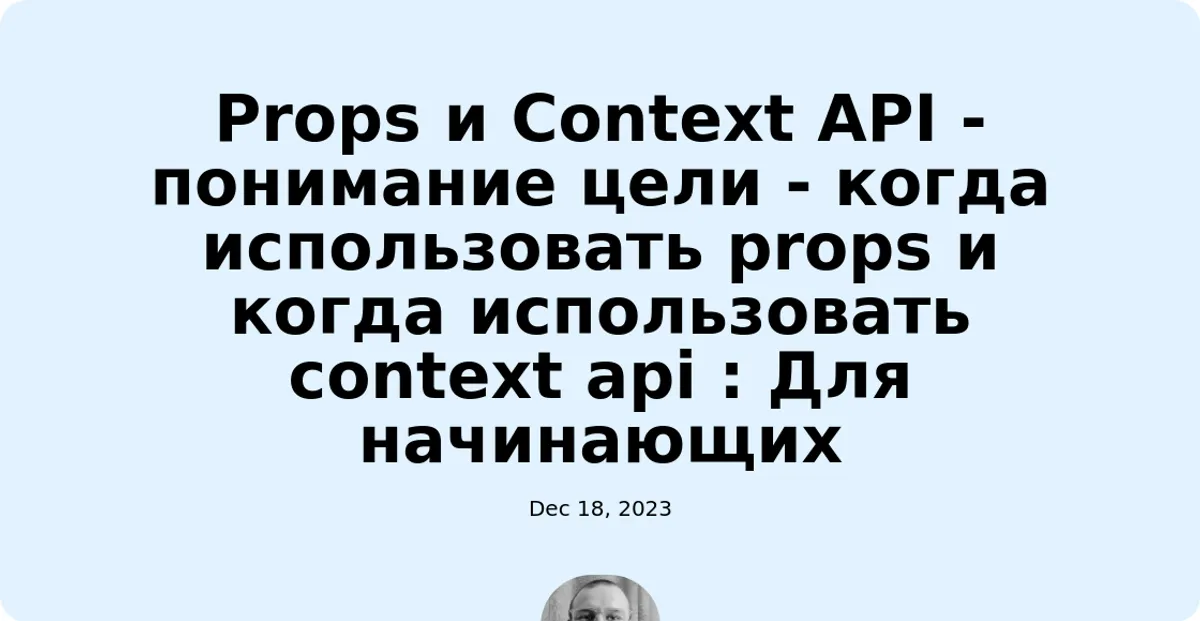 Props и Context API -
понимание цели - когда
использовать props и
когда использовать
context api : Для
начинающих
Dec 18, 2023